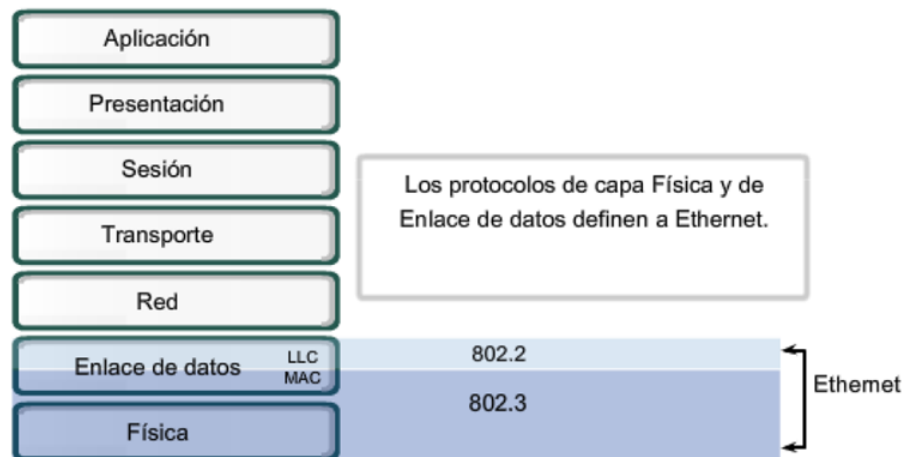 Aplicación
Presentación
Sesión
Transporte
Red
Enlace de datos
LLC
MAC
Física
Los protocolos de capa Física y de
Enlace de datos definen a Ethernet.
802.2
802.3
Ethernet